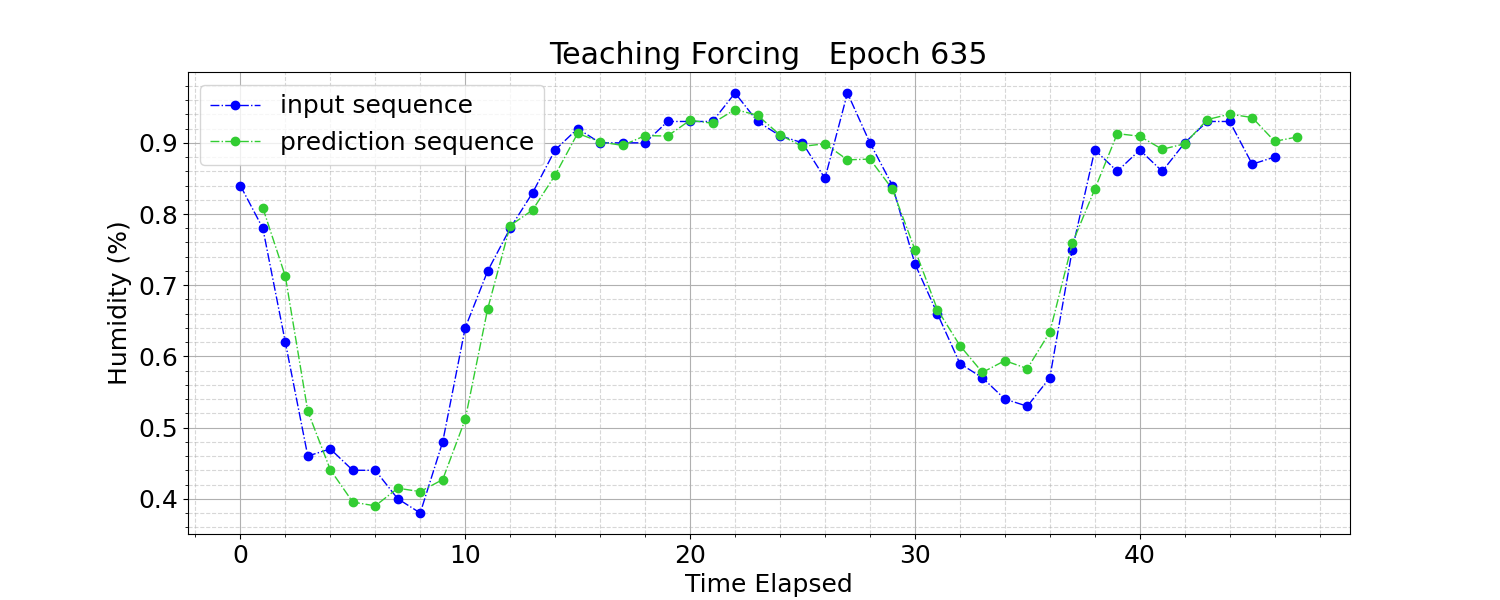 Teaching Forcing   Epoch 635
input sequence
prediction sequence
Humidity (%)
0.9
0.8
0.7
0.6
0.5
0.4
0 10 20 30 40
Time Elapsed